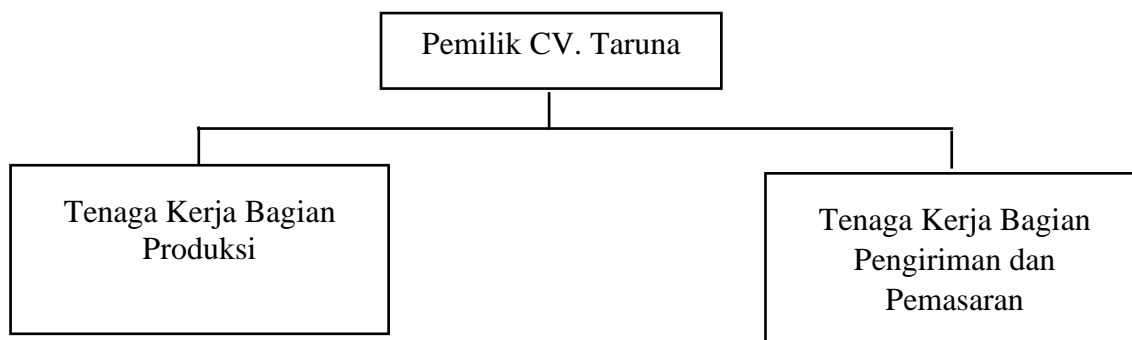 Pemilik CV. Taruna
Tenaga Kerja Bagian
Produksi
Tenaga Kerja Bagian
Pengiriman dan
Pemasaran